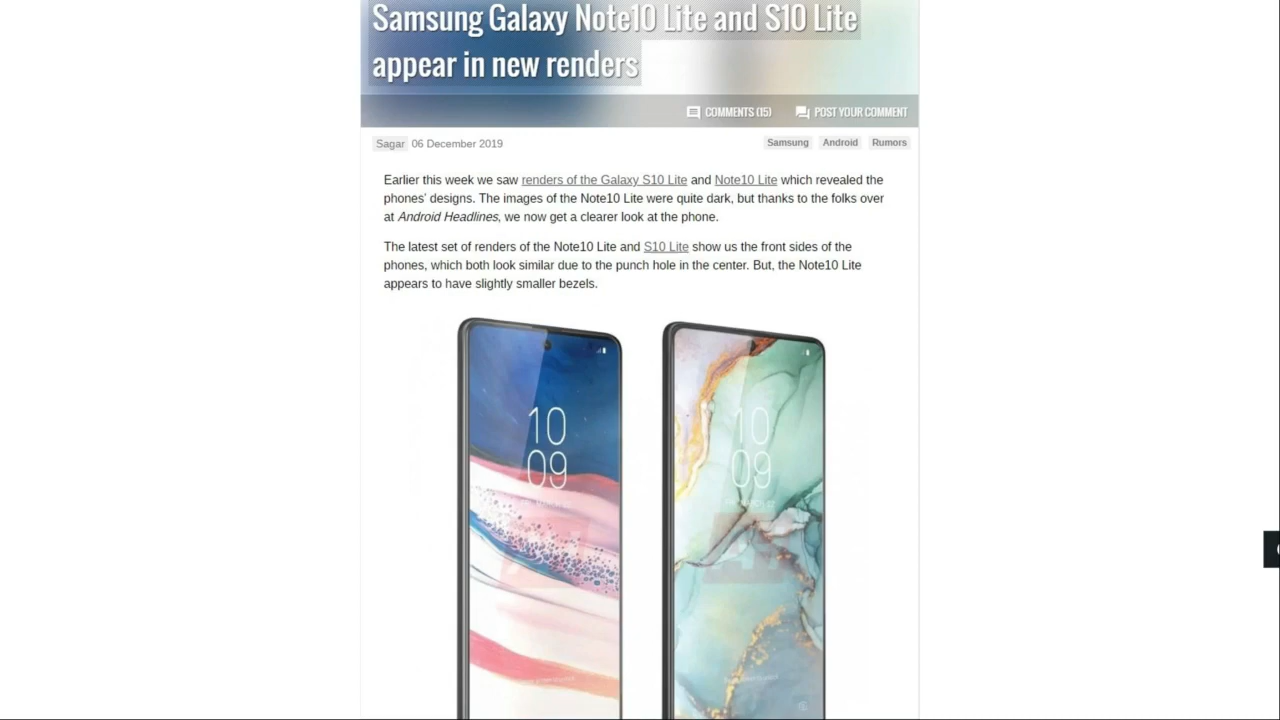 Samsung Galaxy Note10 Lite and S10 Lite
appear in new renders
COMMENTS (15) POST YOUR COMMENT
Sagar 06 December 2019 Samsung Android Rumors
Earlier this week we saw renders of the Galaxy S10 Lite and Note10 Lite which revealed the
phones' designs. The images of the Note10 Lite were quite dark, but thanks to the folks over
at Android Headlines, we now get a clearer look at the phone.
The latest set of renders of the Note10 Lite and S10 Lite show us the front sides of the
phones, which both look similar due to the punch hole in the center. But, the Note10 Lite
appears to have slightly smaller bezels.
10
09
10
09